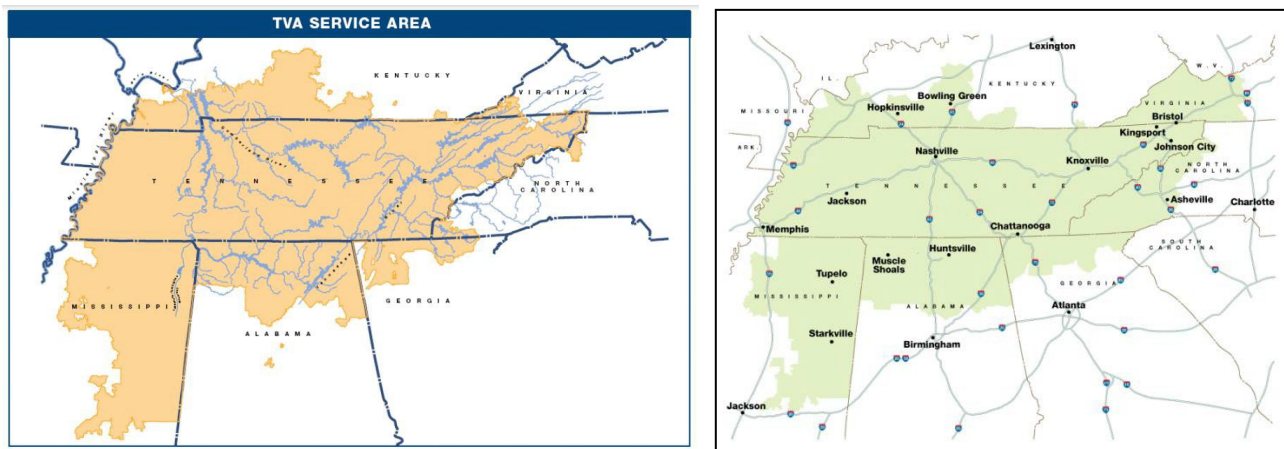 TVA SERVICE AREA
KENTUCKY
VIRGINIA
MISSISSIPPI
TENNESSEE
NORTH
CAROLINA
MISSISSIPPI
GEORGIA
ALABAMA
Lexington
W. V.
IL.
KENTUCKY
MISSOURI
Bowling Green
Hopkinsville
VIRGINIA
Bristol
Kingsport
ARK.
Johnson City
Nashville
Knoxville
NORTH
CAROLINA
TENNESSEE
Jackson
Asheville
Charlotte
Memphis
Chattanooga
SOUTH
CAROLINA
Huntsville
Muscle
Shoals
Tupelo
GEORGIA
MISSISSIPPI
ALABAMA
Atlanta
Starkville
Birmingham
Jackson